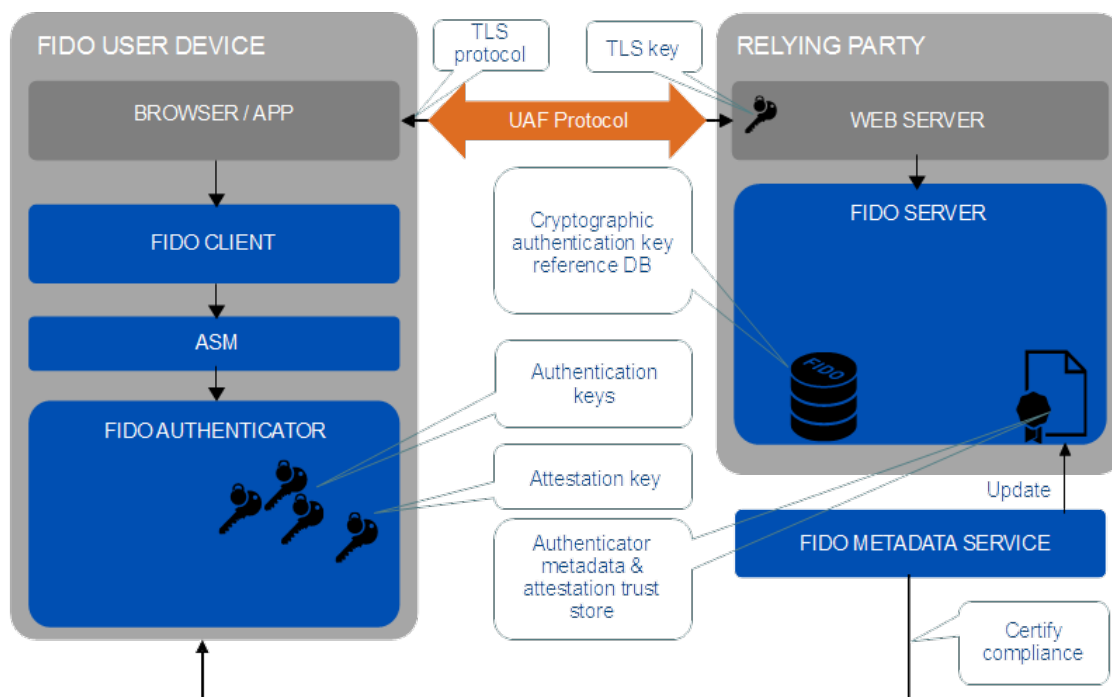 FIDO USER DEVICE
BROWSER / APP
FIDO CLIENT
ASM
FIDO AUTHENTICATOR
TLS
protocol
UAF Protocol
TLS key
Cryptographic
authentication key
reference DB
Authentication
keys
Attestation key
Authenticator
metadata &
attestation trust
store
RELYING PARTY
WEB SERVER
FIDO SERVER
FIDO
Update
FIDO METADATA SERVICE
Certify
compliance